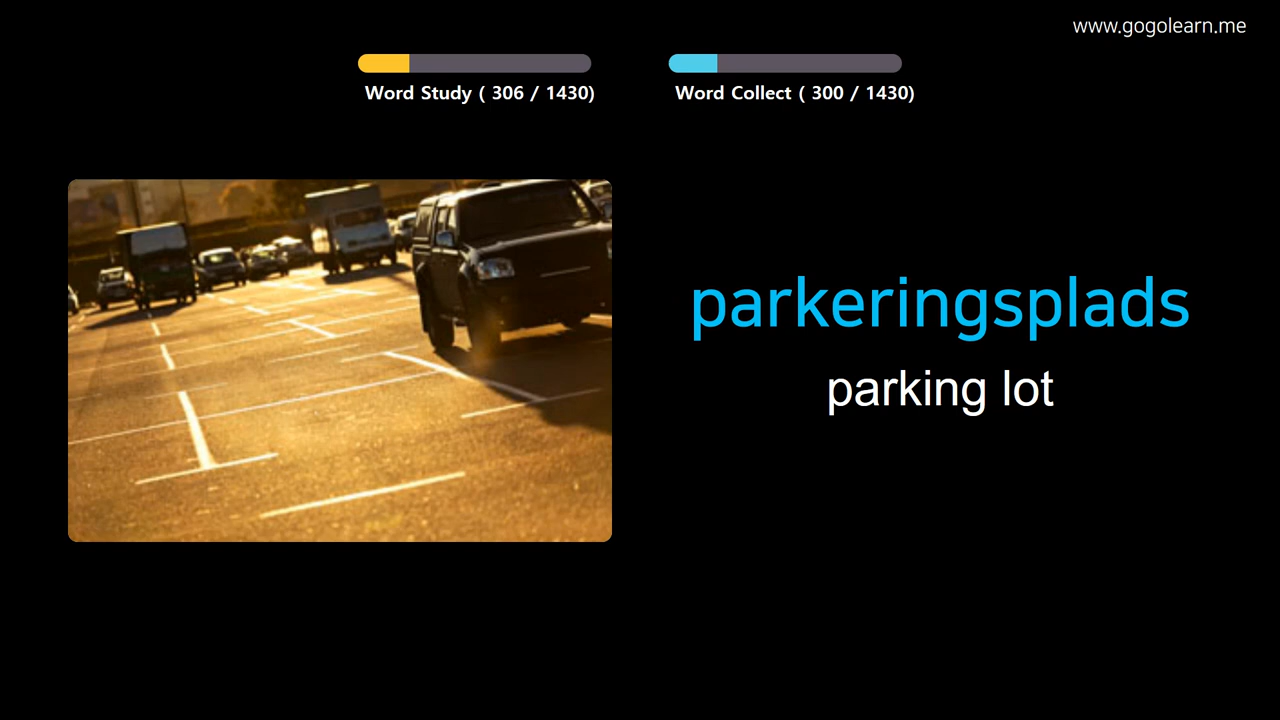 www.gogolearn.me
Word Study ( 306 / 1430)
Word Collect ( 300 / 1430)
parkeringsplads
parking lot